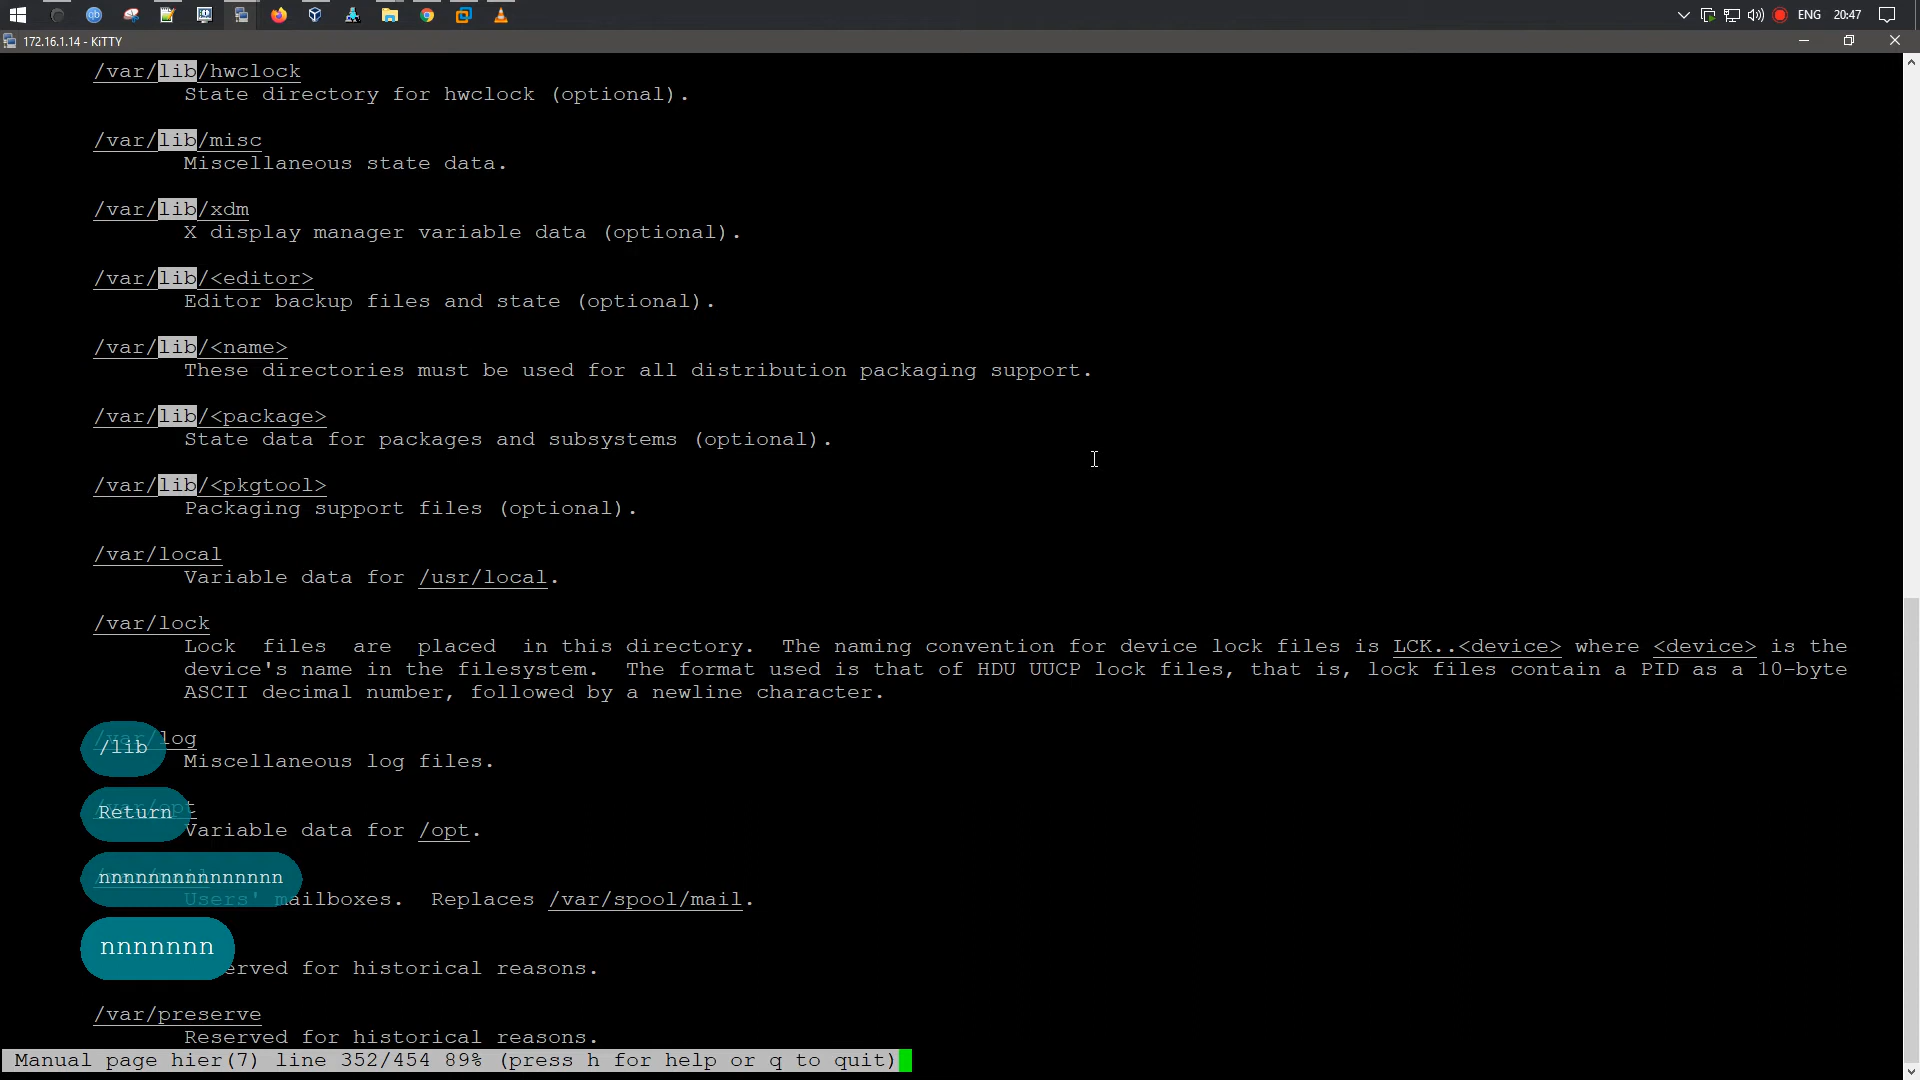 ENG 20:47
172.16.1.14 - KiTTY
/var/lib/hwclock
State directory for hwclock (optional).
/var/lib/misc
Miscellaneous state data.
/var/lib/xdm
X display manager variable data (optional).
/var/lib/<editor>
Editor backup files and state (optional).
/var/lib/<name>
These directories must be used for all distribution packaging support.
/var/lib/<package>
State data for packages and subsystems (optional).
/var/lib/<pkgtool>
Packaging support files (optional).
/var/local
Variable data for /usr/local.
/var/lock
Lock files are placed in this directory. The naming convention for device lock files is LCK..<device> where <device> is the
device's name in the filesystem. The format used is that of HDU UUCP lock files, that is, lock files contain a PID as a 10-byte
ASCII decimal number, followed by a newline character.
/var/log
/lib
Miscellaneous log files.
/var/opt
Return
Variable data for /opt.
nnnnnnnnnnnnnn
Users' mailboxes. Replaces /var/spool/mail.
nnnnnnn
erved for historical reasons.
/var/preserve
Reserved for historical reasons.
Manual page hier(7) line 352/454 89% (press h for help or q to quit)